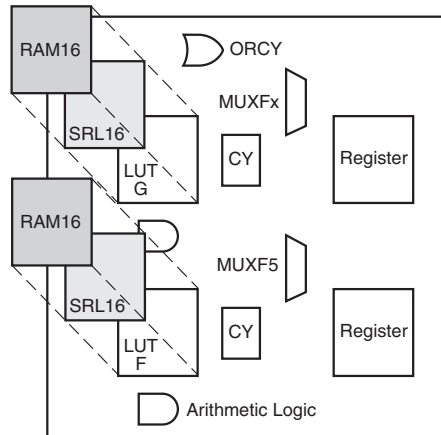 RAM16
ORCY
MUXFx
SRL16
LUT
G
CY
Register
RAM16
MUXF5
SRL16
LUT
F
CY
Register
Arithmetic Logic